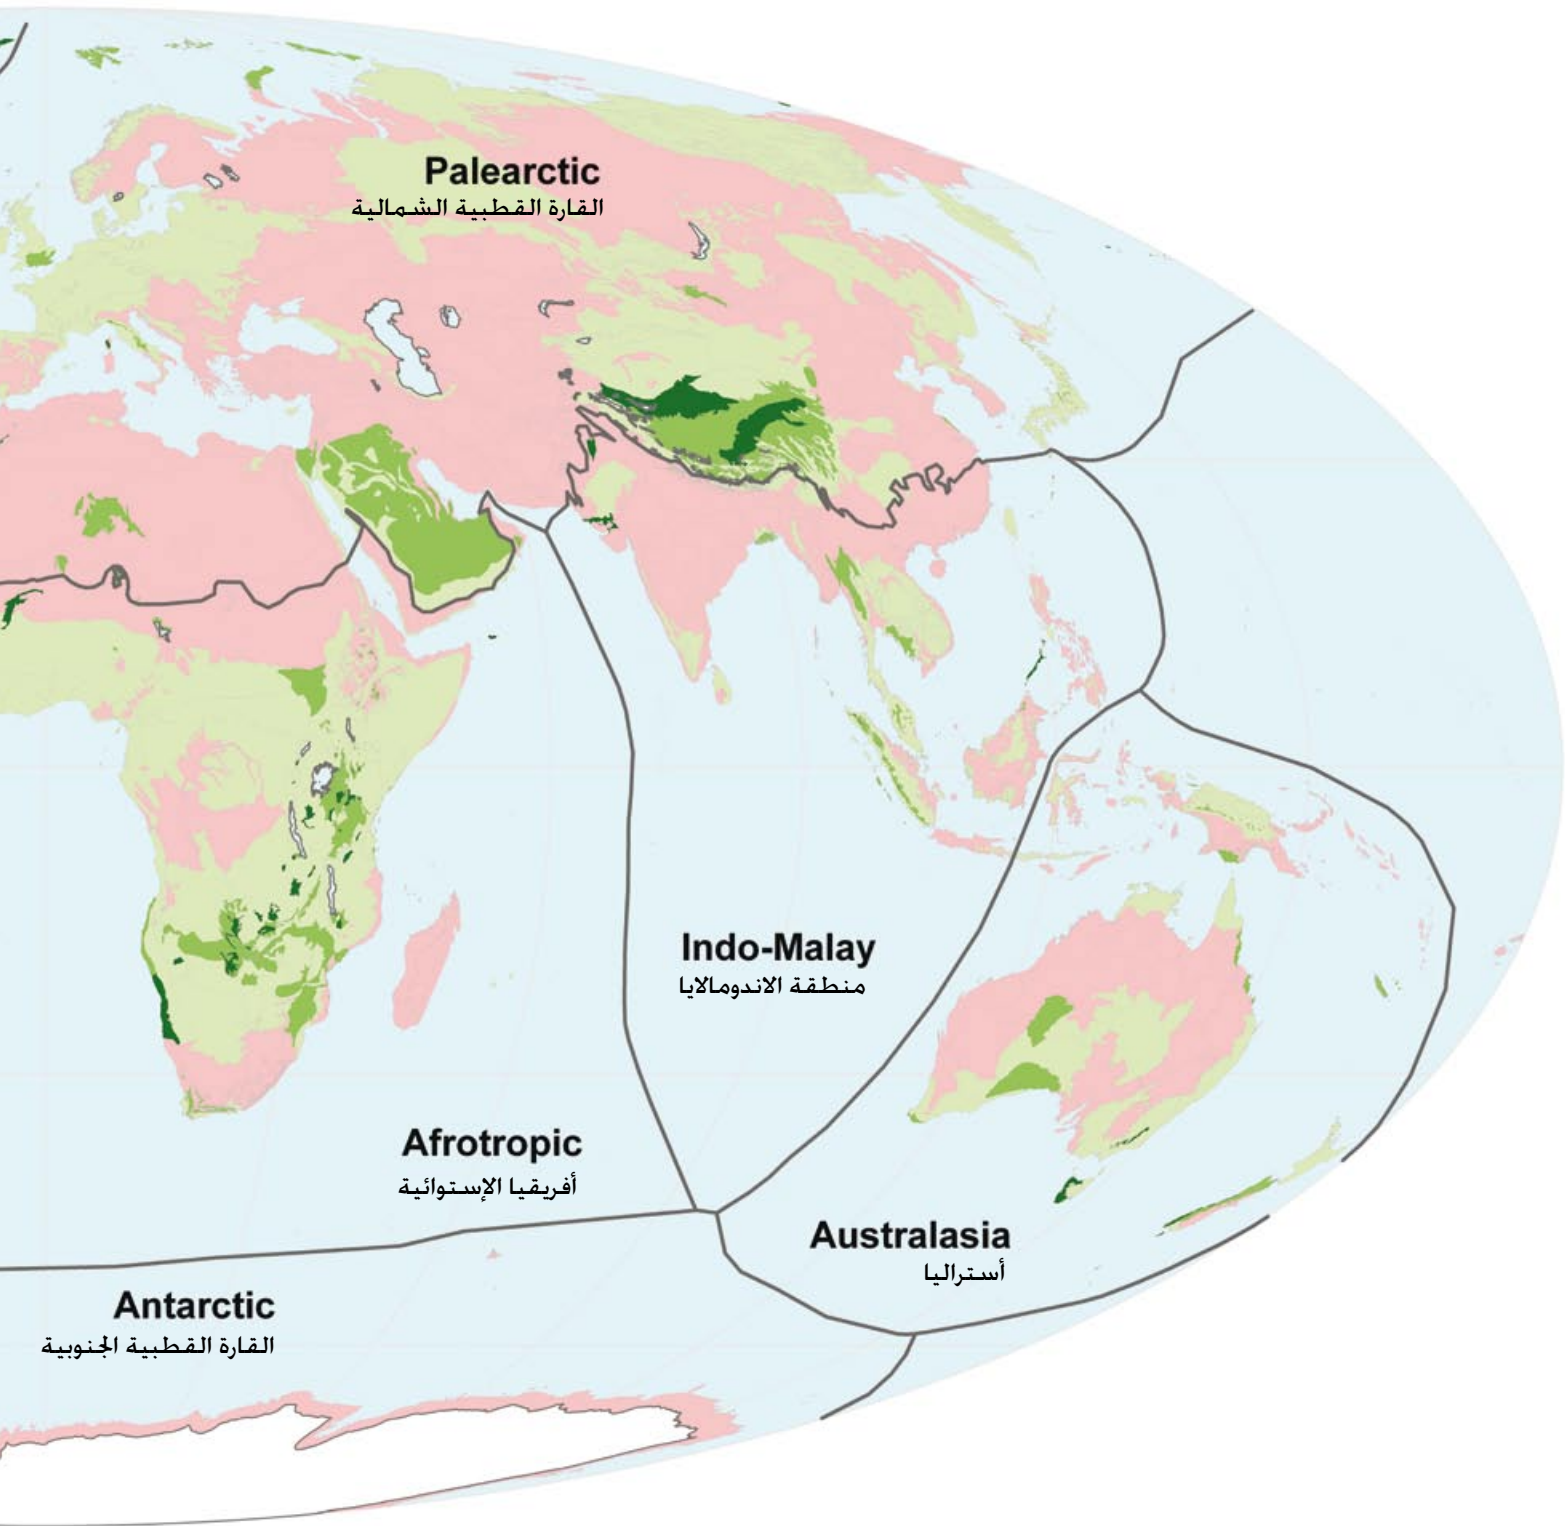 Palearctic
القارة القطبية الشمالية
Indo-Malay
منطقة الاندومالايا
Afrotropic
أفريقيا الإستوائية
Australasia
أستراليا
Antarctic
القارة القطبية الجنوبية